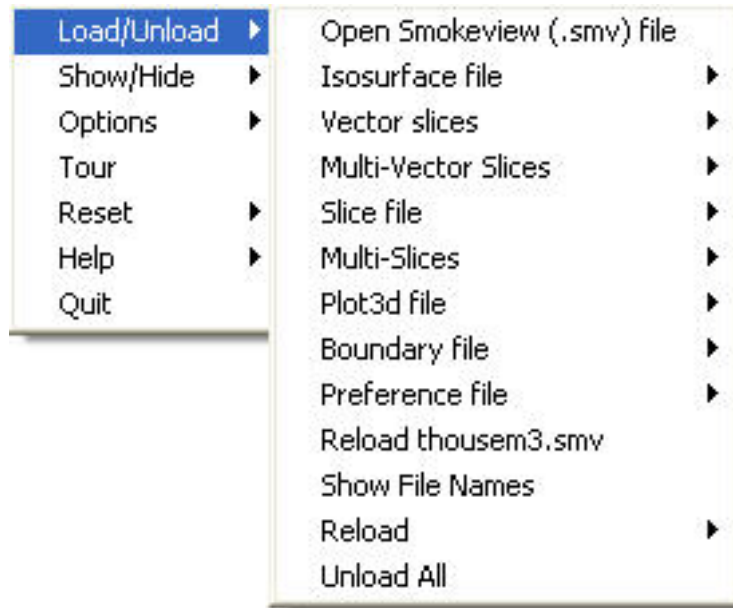 Load/Unload
Show/Hide
Options
Tour
Reset
Help
Quit
Open Smokeview (.smv) file
Isosurface file
Vector slices
Multi-Vector Slices
Slice file
Multi-Slices
Plot3d file
Boundary file
Preference file
Reload thousem3.smv
Show File Names
Reload
Unload All